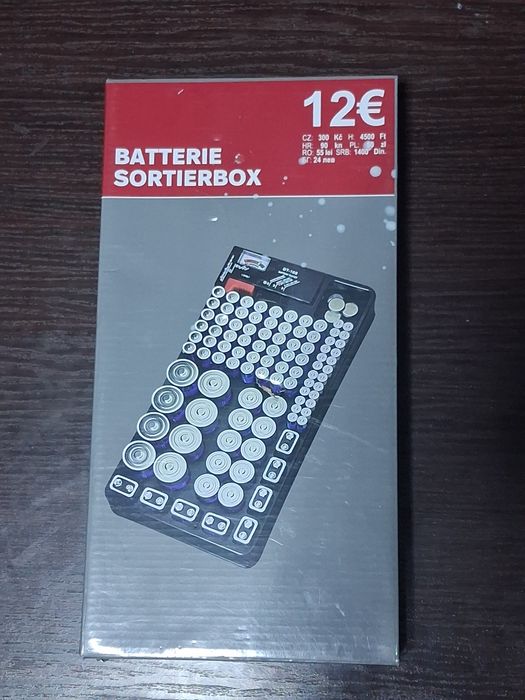 12€
CZ: 300 Kč H: 4500 Ft
HR: 90 kn PL: zł
RO: 55 lei SRB: 1400 Din.
24 лев
BATTERIE
SORTIERBOX
BT-168